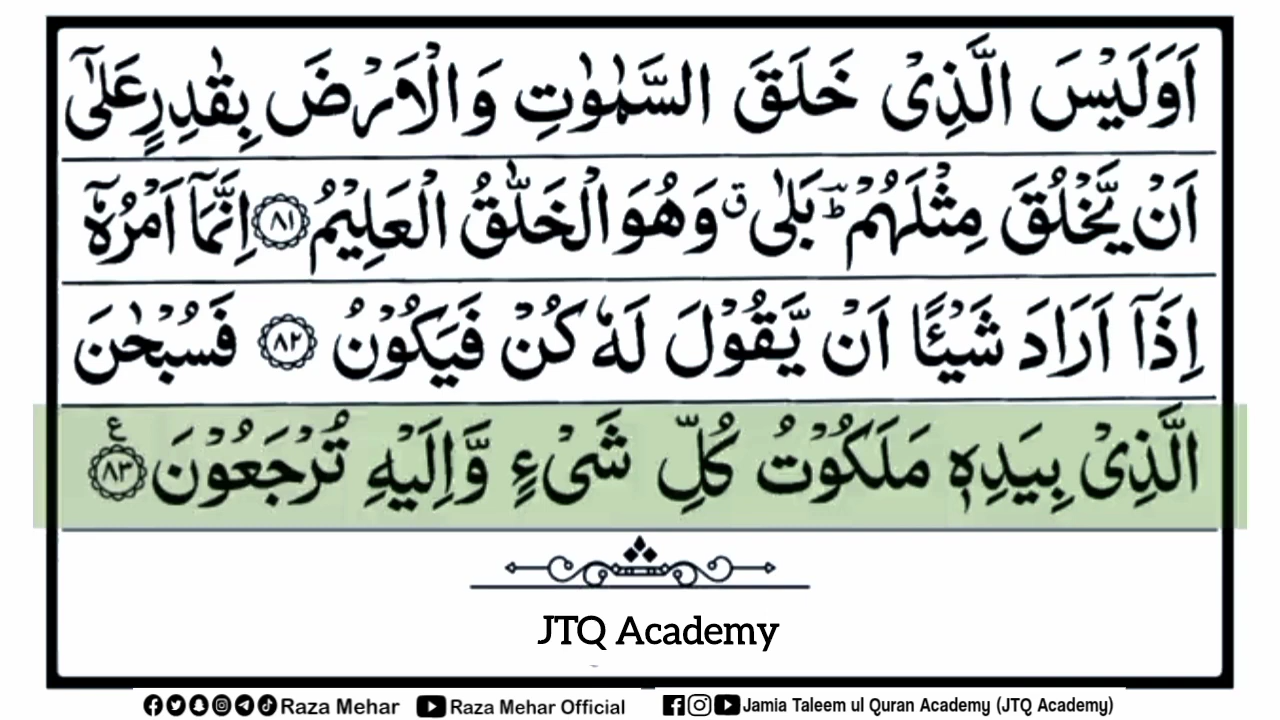 اَوَلَيْسَ الَّذِىْ خَلَقَ السَّمٰوٰتِ وَالْاَرْضَ بِقٰدِرٍ عَلٰٓى
اَنْ يَّخْلُقَ مِثْلَهُمْ ؕ بَلٰى ۗ وَهُوَ الْخَلّٰقُ الْعَلِيْمُ ۝۸۱ اِنَّمَاۤ اَمْرُهٗۤ
اِذَاۤ اَرَادَ شَيْـًٔا اَنْ يَّقُوْلَ لَهٗ كُنْ فَيَكُوْنُ ۝۸۲ فَسُبْحٰنَ
الَّذِىْ بِيَدِهٖ مَلَكُوْتُ كُلِّ شَىْءٍ وَّاِلَيْهِ تُرْجَعُوْنَ ۝۸۳ ع
JTQ Academy
Raza Mehar Raza Mehar Official Jamia Taleem ul Quran Academy (JTQ Academy)